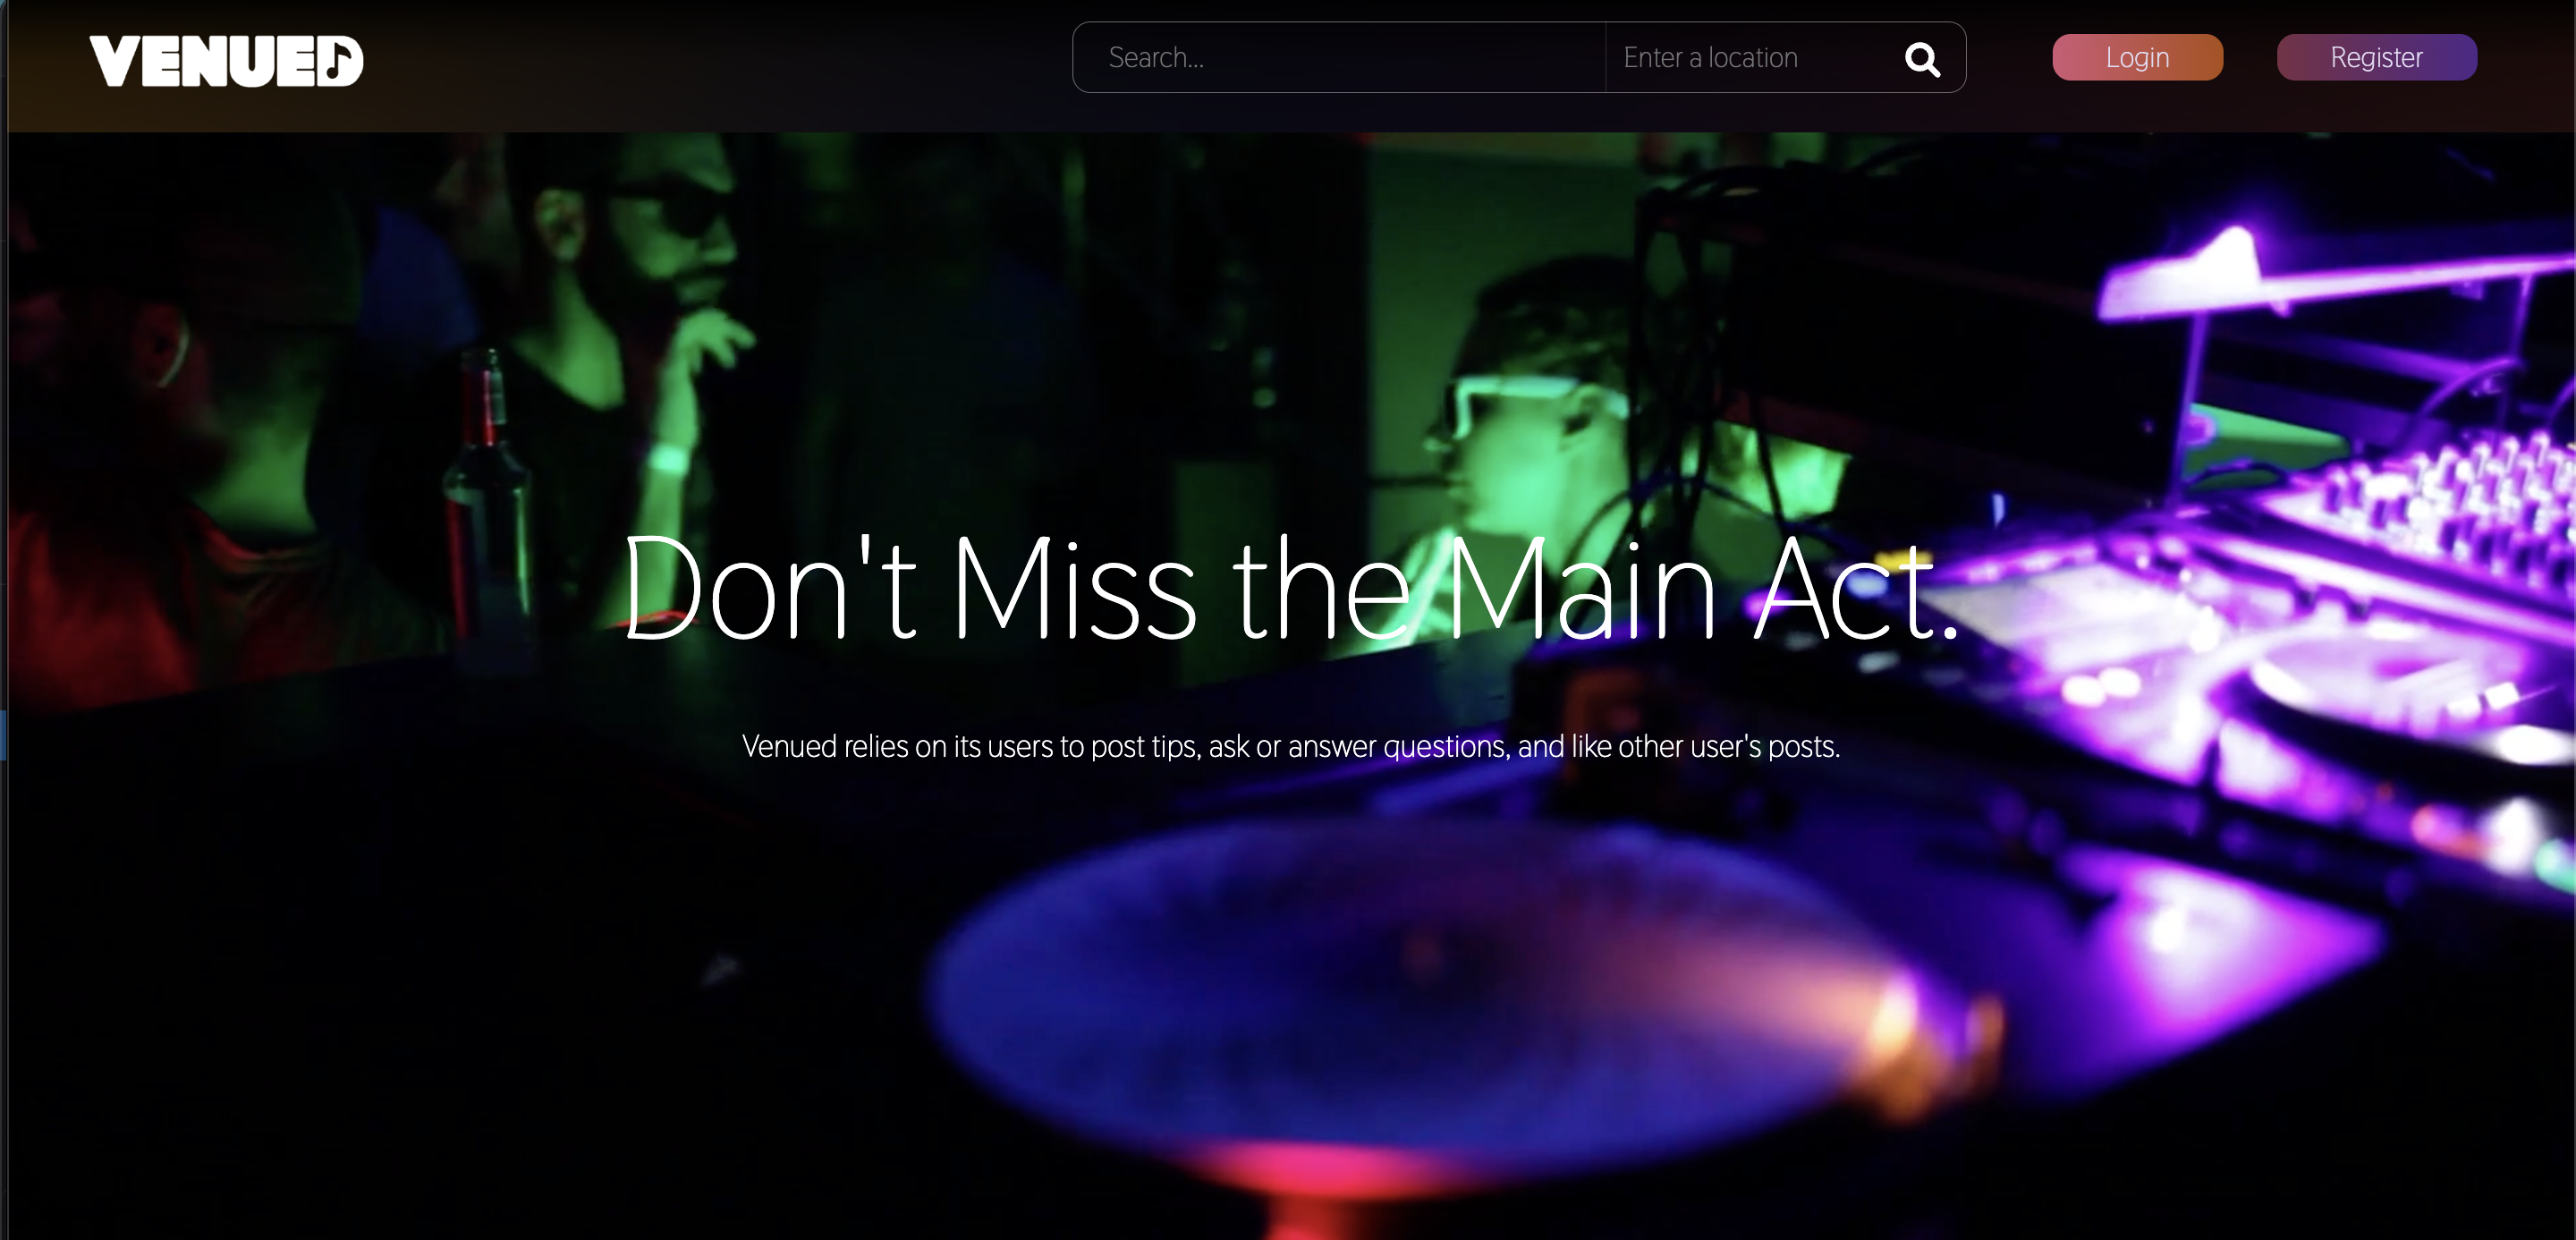 VENUED
Search...
Enter a location
Login
Register
Don't Miss the Main Act.
Venued relies on its users to post tips, ask or answer questions, and like other user's posts.